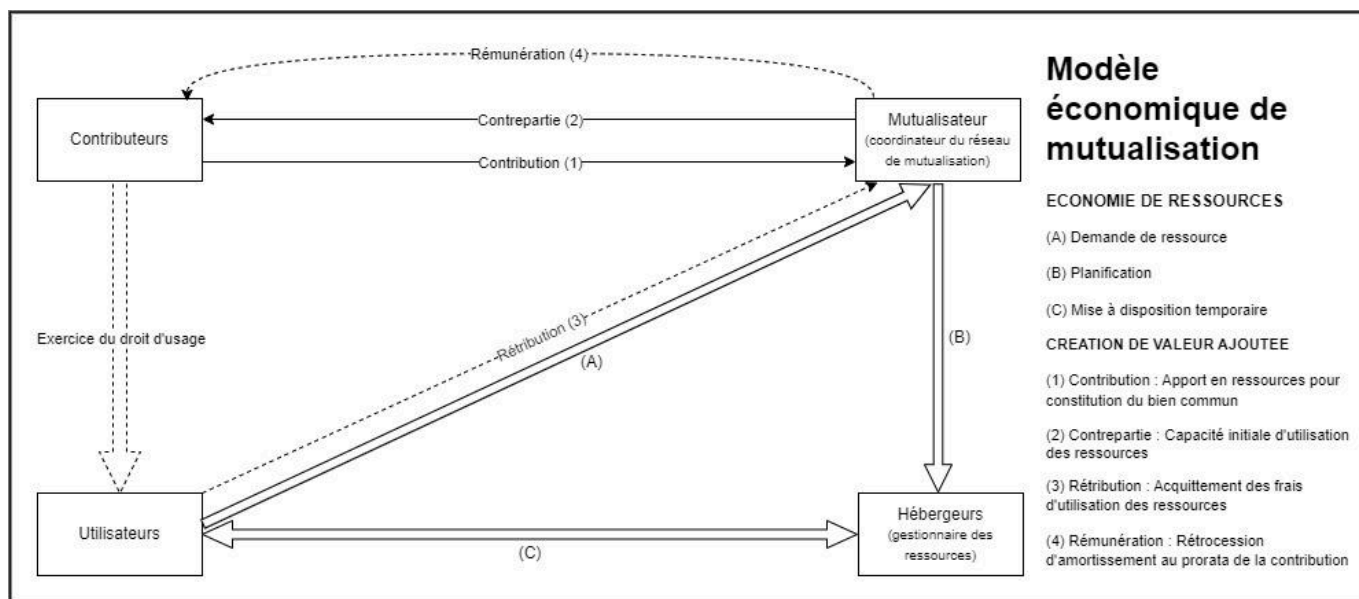 Rémunération (4)
Contributeurs
Contrepartie (2)
Contribution (1)
Mutualisateur
(coordinateur du réseau
de mutualisation)
Exercice du droit d'usage
Rétribution (3)
(A)
(B)
Utilisateurs
(C)
Hébergeurs
(gestionnaire des
ressources)
Modèle
économique de
mutualisation
ECONOMIE DE RESSOURCES
(A) Demande de ressource
(B) Planification
(C) Mise à disposition temporaire
CREATION DE VALEUR AJOUTEE
(1) Contribution : Apport en ressources pour
constitution du bien commun
(2) Contrepartie : Capacité initiale d'utilisation
des ressources
(3) Rétribution : Acquittement des frais
d'utilisation des ressources
(4) Rémunération : Rétrocession
d'amortissement au prorata de la contribution